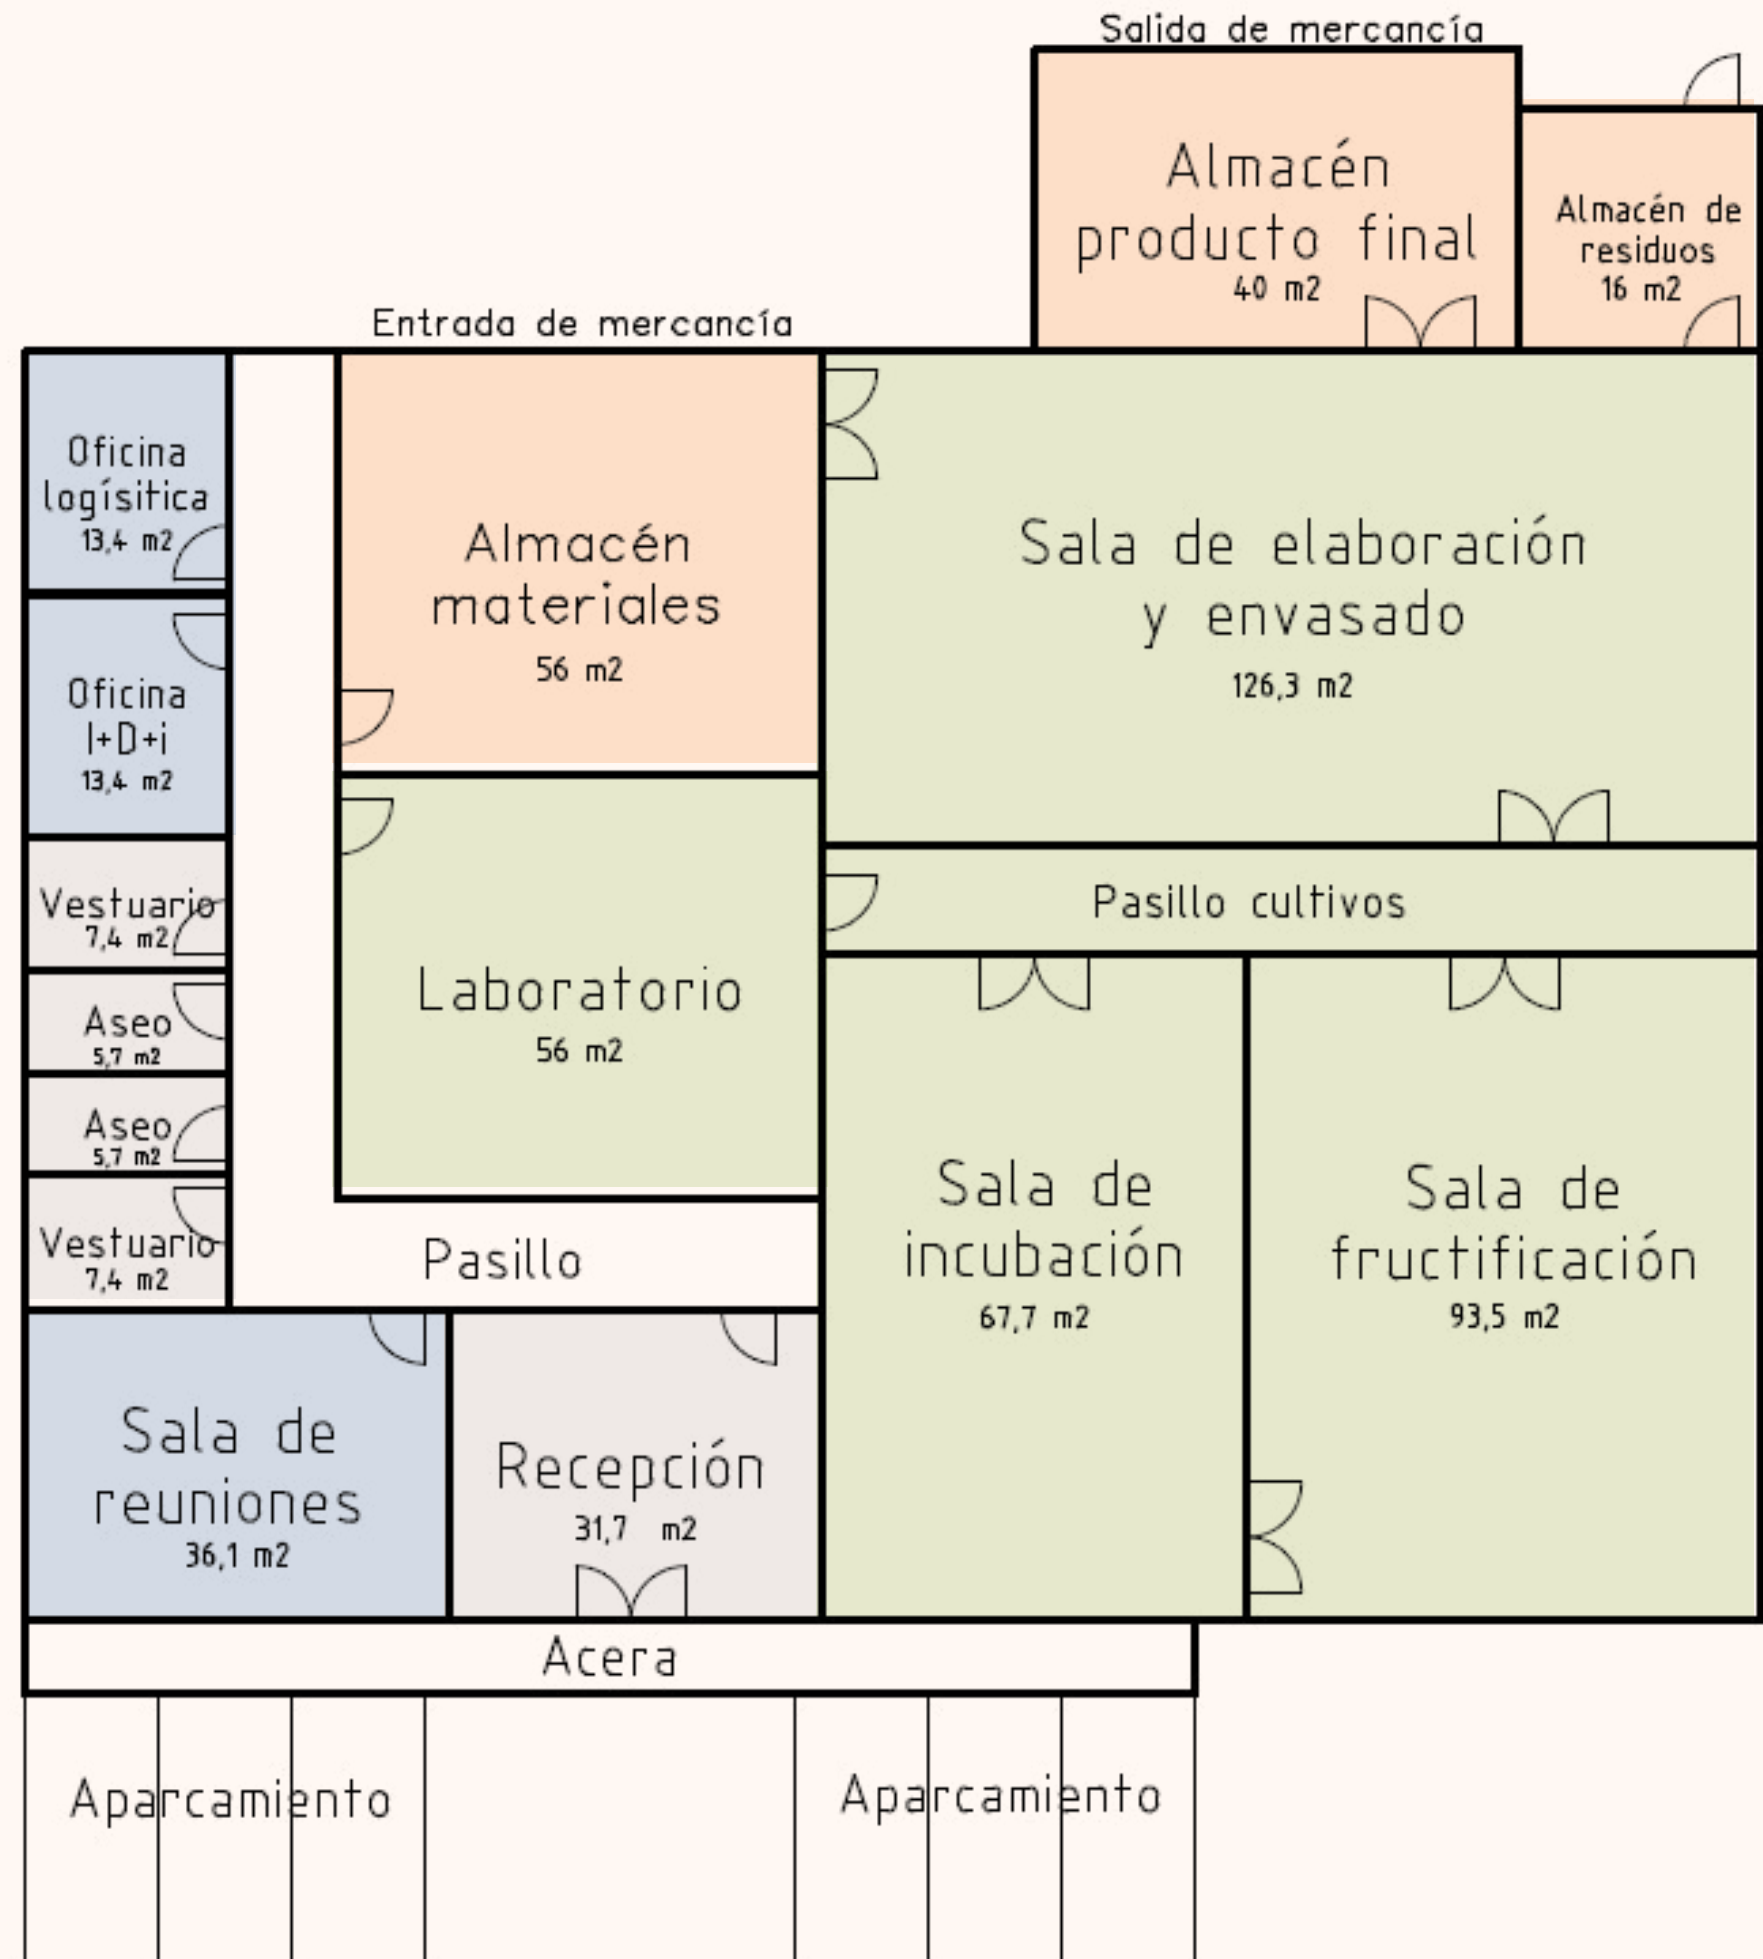 Salida de mercancía
Almacén
producto final
40 m2
Almacén de
residuos
16 m2
Entrada de mercancía
Oficina
logísitica
13,4 m2
Almacén
materiales
56 m2
Sala de elaboración
y envasado
126,3 m2
Oficina
I+D+i
13,4 m2
Vestuario
7,4 m2
Pasillo cultivos
Laboratorio
56 m2
Aseo
5,7 m2
Aseo
5,7 m2
Vestuario
7,4 m2
Pasillo
Sala de
incubación
67,7 m2
Sala de
fructificación
93,5 m2
Sala de
reuniones
36,1 m2
Recepción
31,7 m2
Acera
Aparcamiento
Aparcamiento